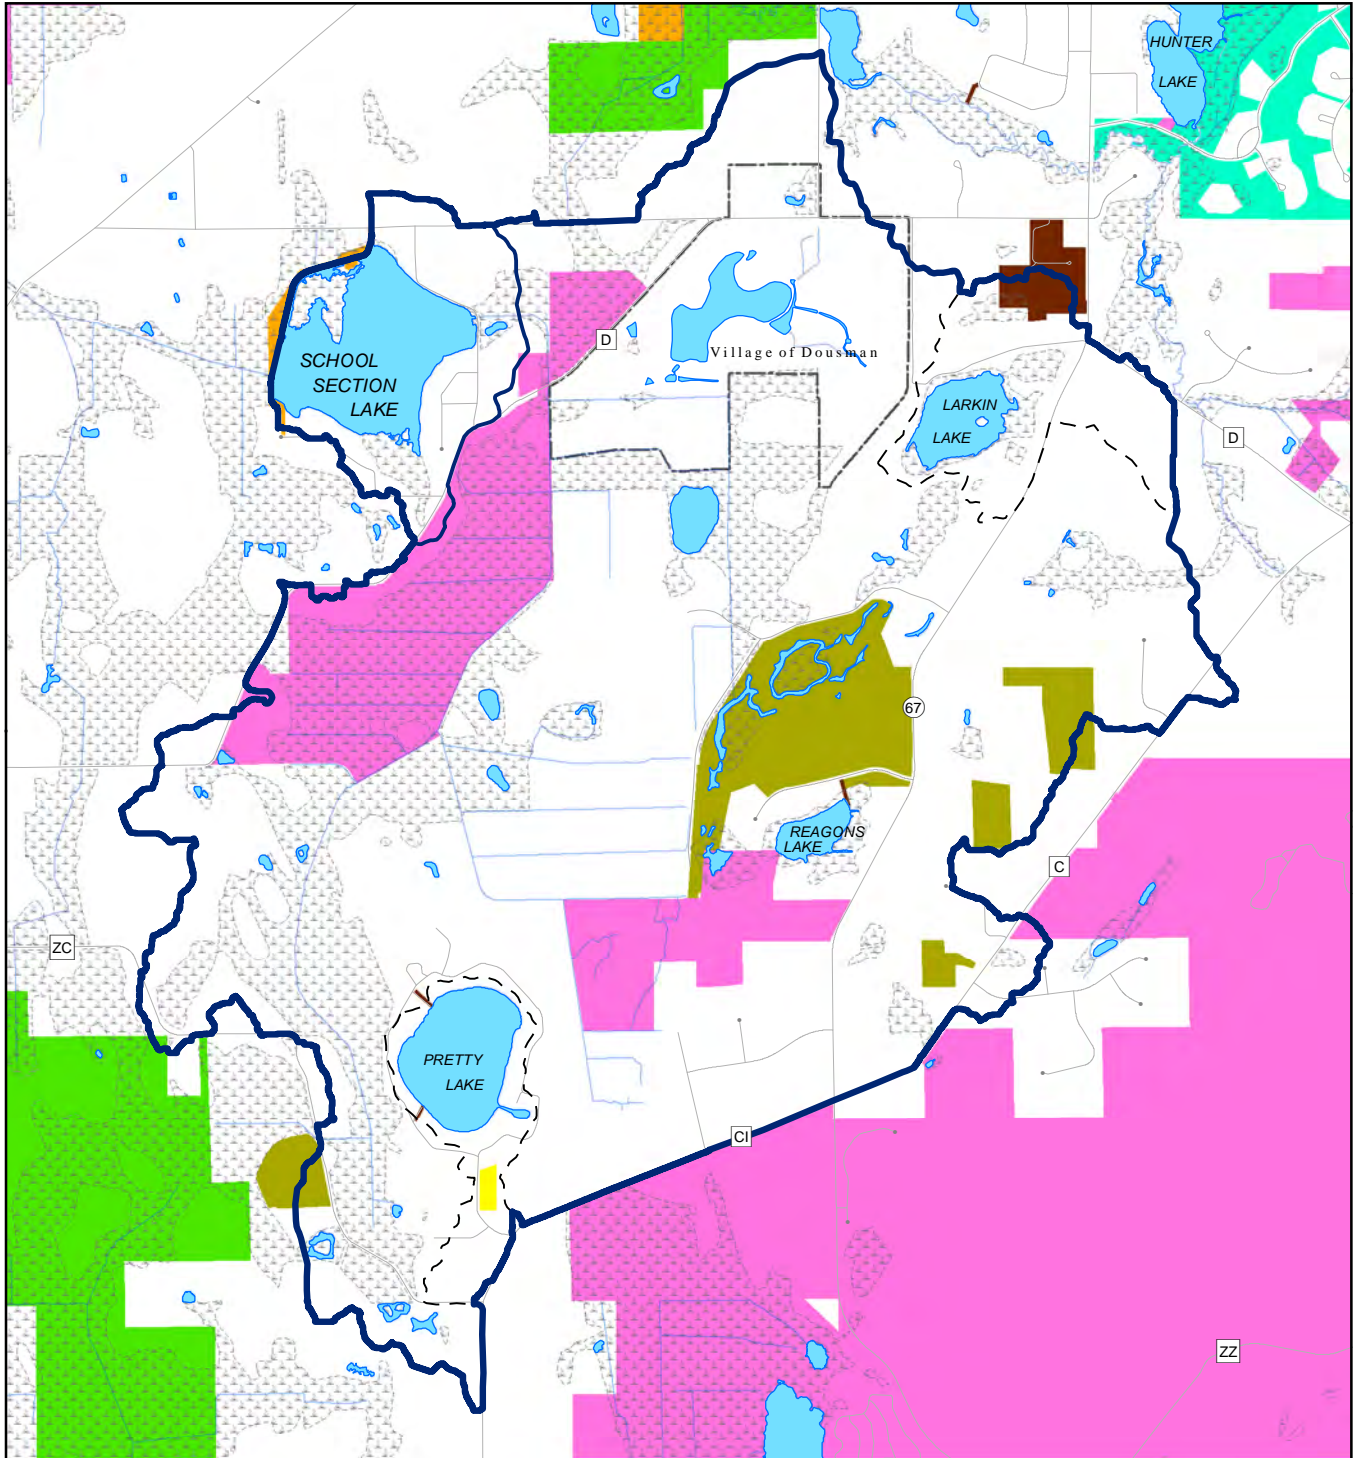 HUNTER
LAKE
D
SCHOOL
SECTION
LAKE
Village of Dousman
LARKIN
LAKE
D
67
REAGONS
LAKE
C
ZC
PRETTY
LAKE
CI
ZZ